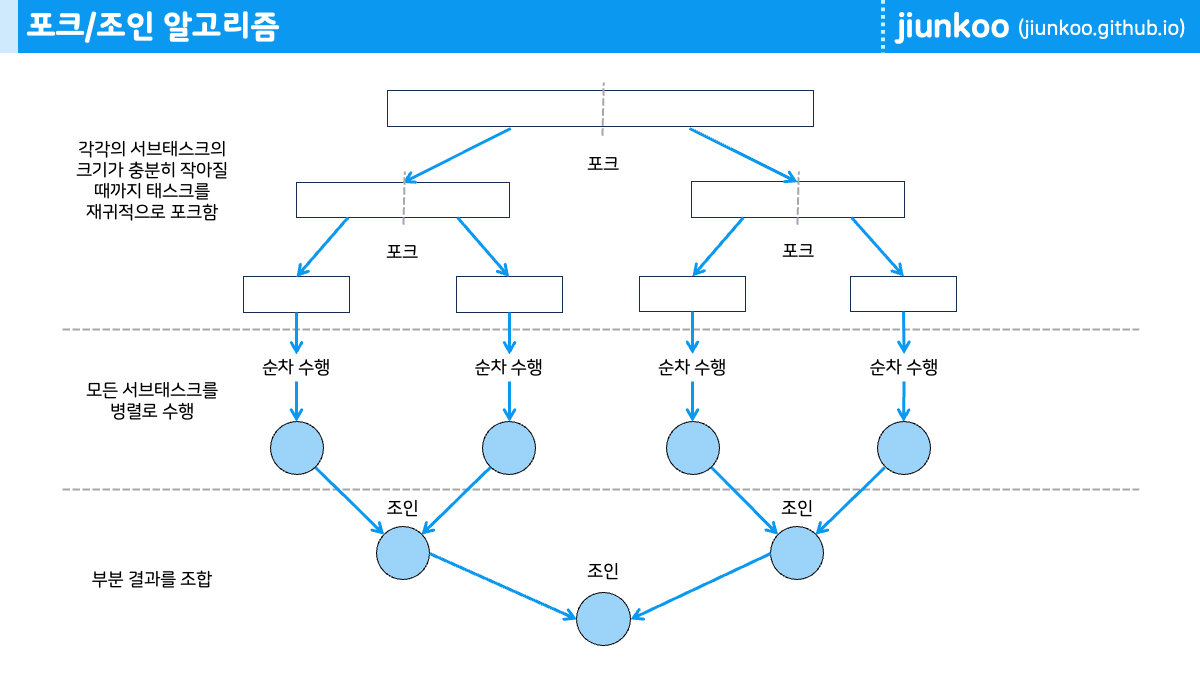 포크/조인 알고리즘
jiunkoo (jiunkoo.github.io)
각각의 서브태스크의
크기가 충분히 작아질
때까지 태스크를
재귀적으로 포크함
포크
포크
포크
순차 수행
순차 수행
순차 수행
순차 수행
모든 서브태스크를
병렬로 수행
조인
조인
조인
부분 결과를 조합